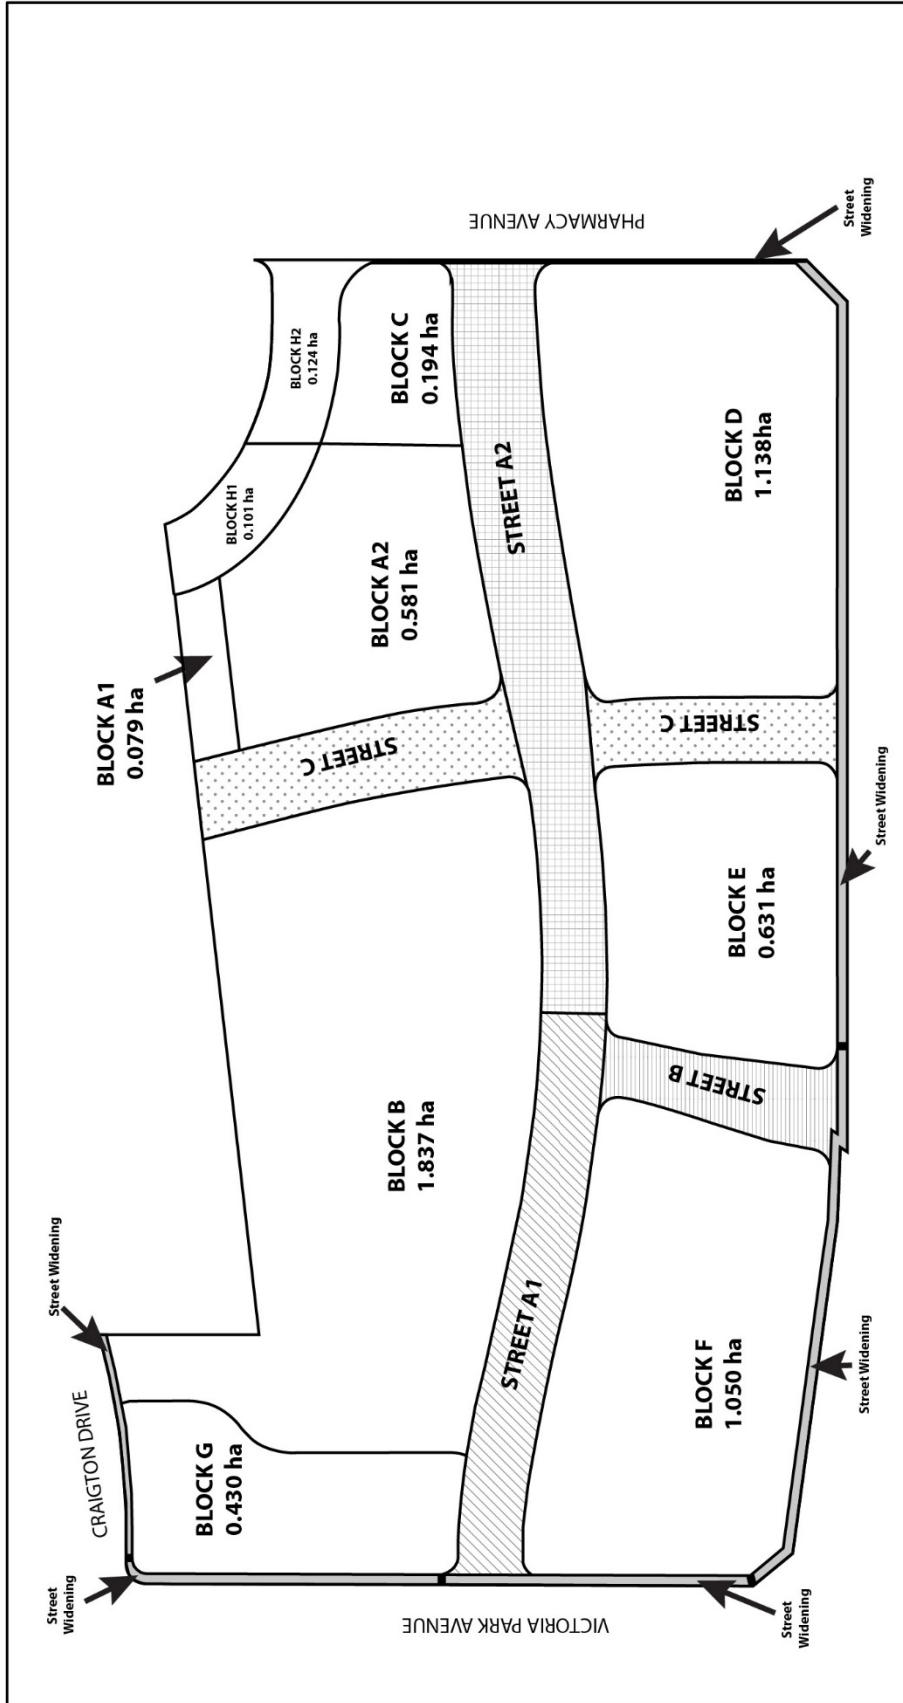 CRAIGTON DRIVE
Street Widening
Street
Widening
BLOCK G
0.430 ha
BLOCK B
1.837 ha
BLOCK A1
0.079 ha
STREET C
BLOCK H1
0.101 ha
BLOCK H2
0.124 ha
BLOCK A2
0.581 ha
BLOCK C
0.194 ha
VICTORIA PARK AVENUE
STREET A1
STREET A2
PHARMACY AVENUE
BLOCK F
1.050 ha
STREET B
BLOCK E
0.631 ha
STREET C
BLOCK D
1.138ha
Street
Widening
Street Widening
Street Widening
Street
Widening